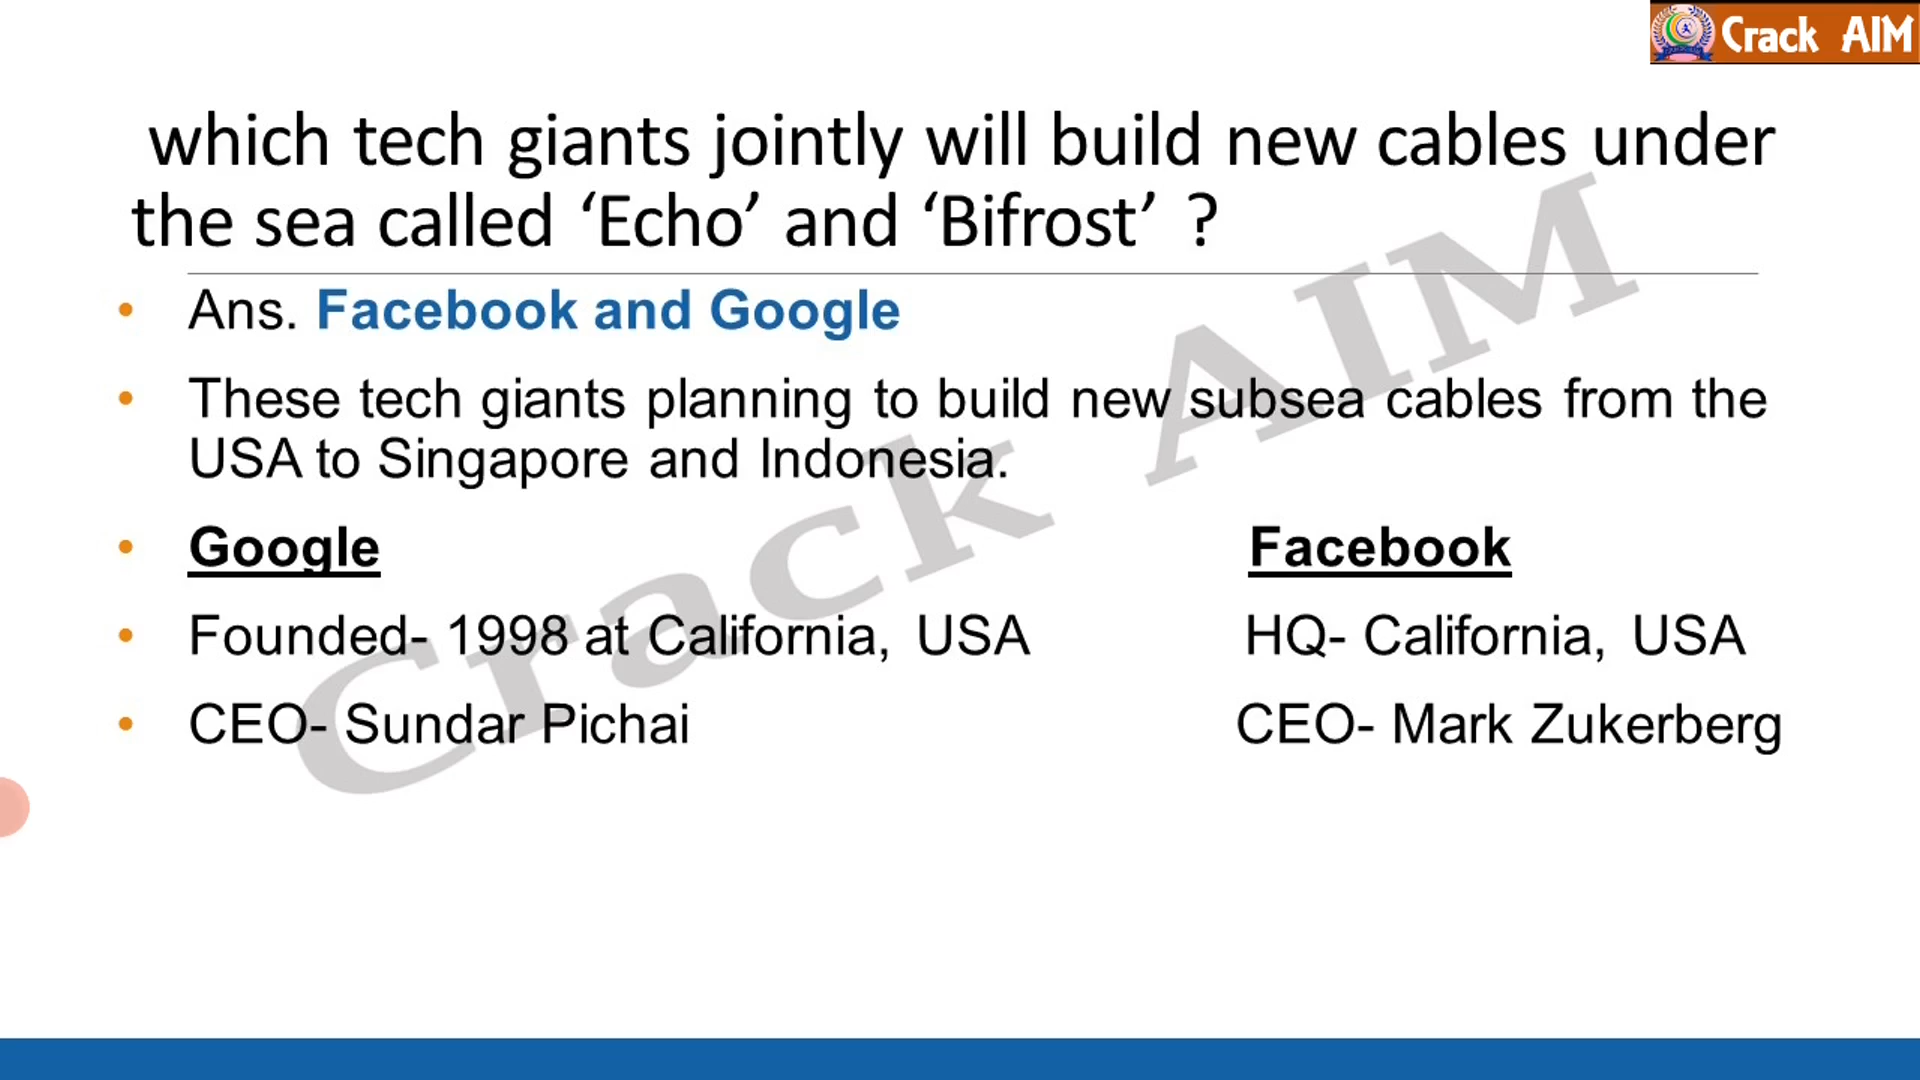 Crack AIM
which tech giants jointly will build new cables under
the sea called ‘Echo’ and ‘Bifrost’ ?
• Ans. Facebook and Google
• These tech giants planning to build new subsea cables from the
USA to Singapore and Indonesia.
• Google Facebook
• Founded- 1998 at California, USA HQ- California, USA
• CEO- Sundar Pichai CEO- Mark Zukerberg
Crack AIM